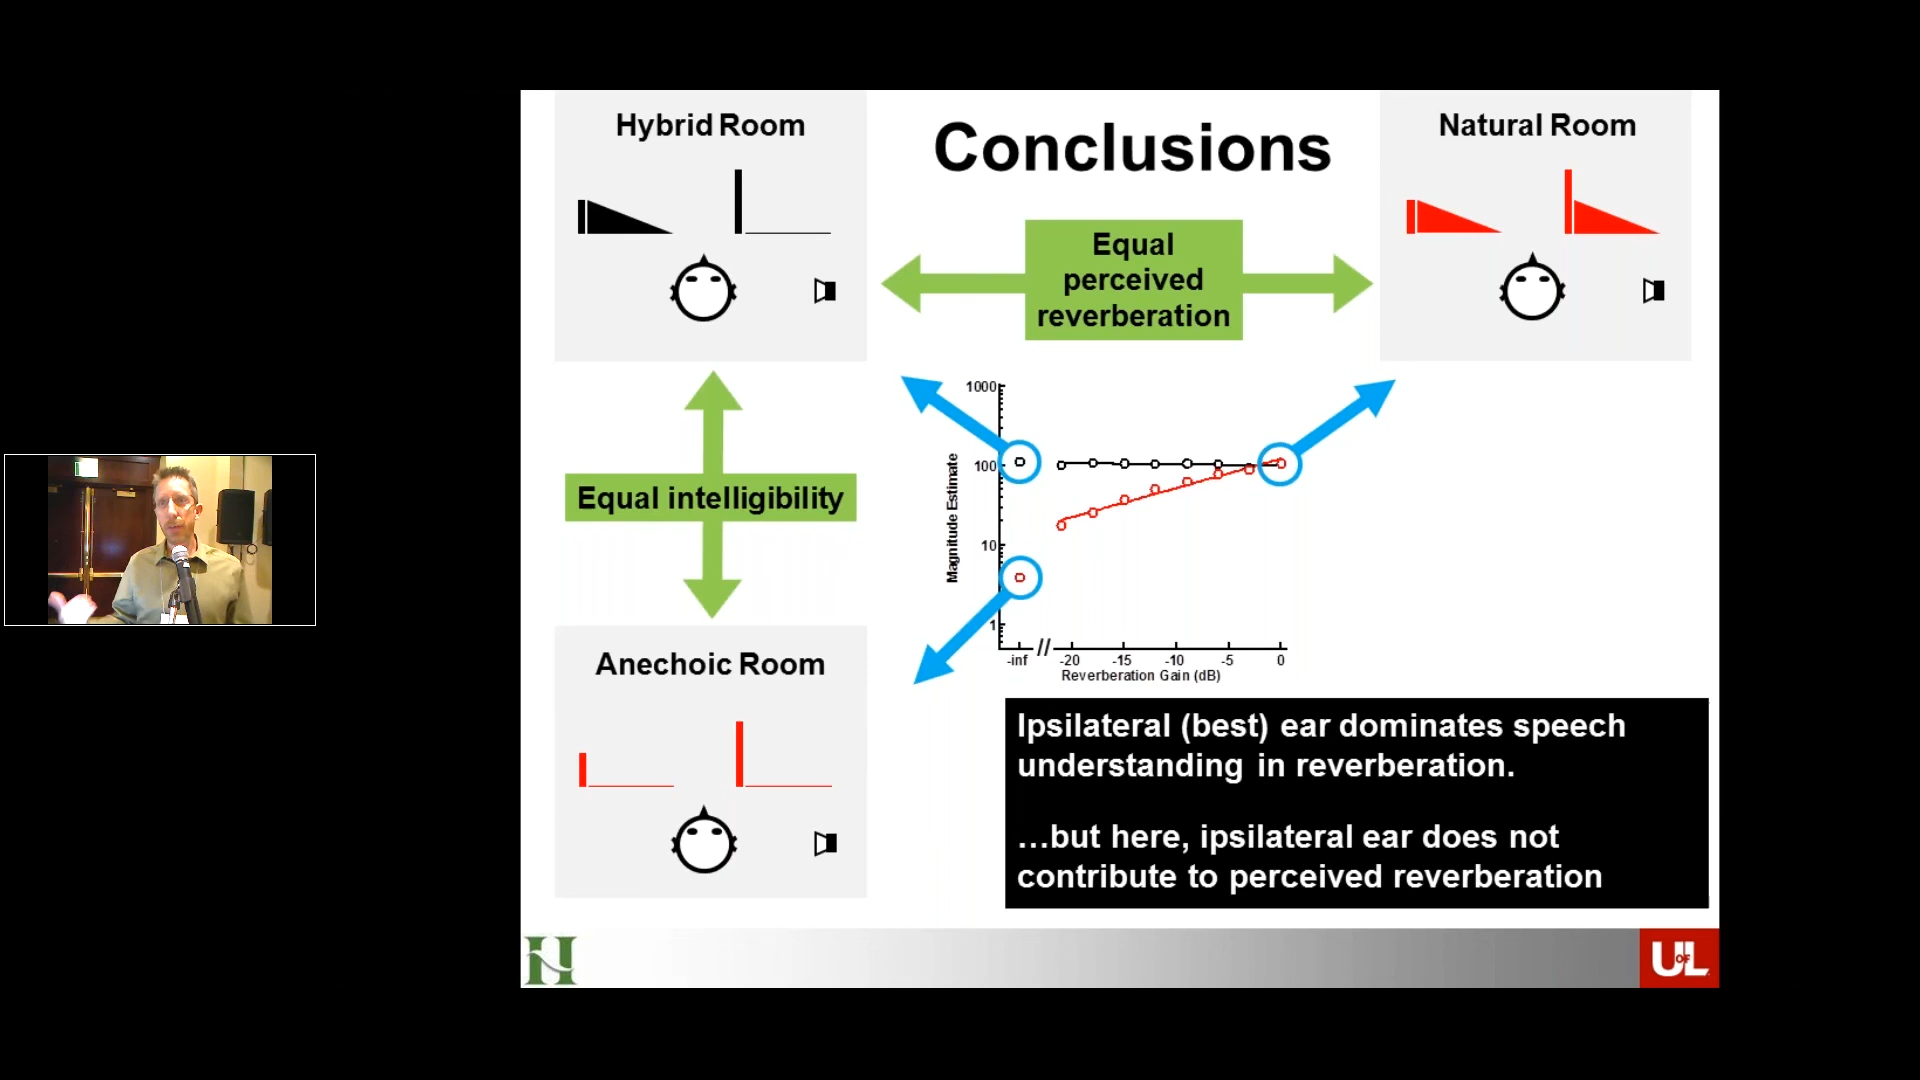 Hybrid Room
Conclusions
Natural Room
Equal
perceived
reverberation
Equal intelligibility
1000
100
10
1
Magnitude Estimate
-inf
//
-20
-15
-10
-5
0
Reverberation Gain (dB)
Anechoic Room
Ipsilateral (best) ear dominates speech
understanding in reverberation.
…but here, ipsilateral ear does not
contribute to perceived reverberation
H
U OF L